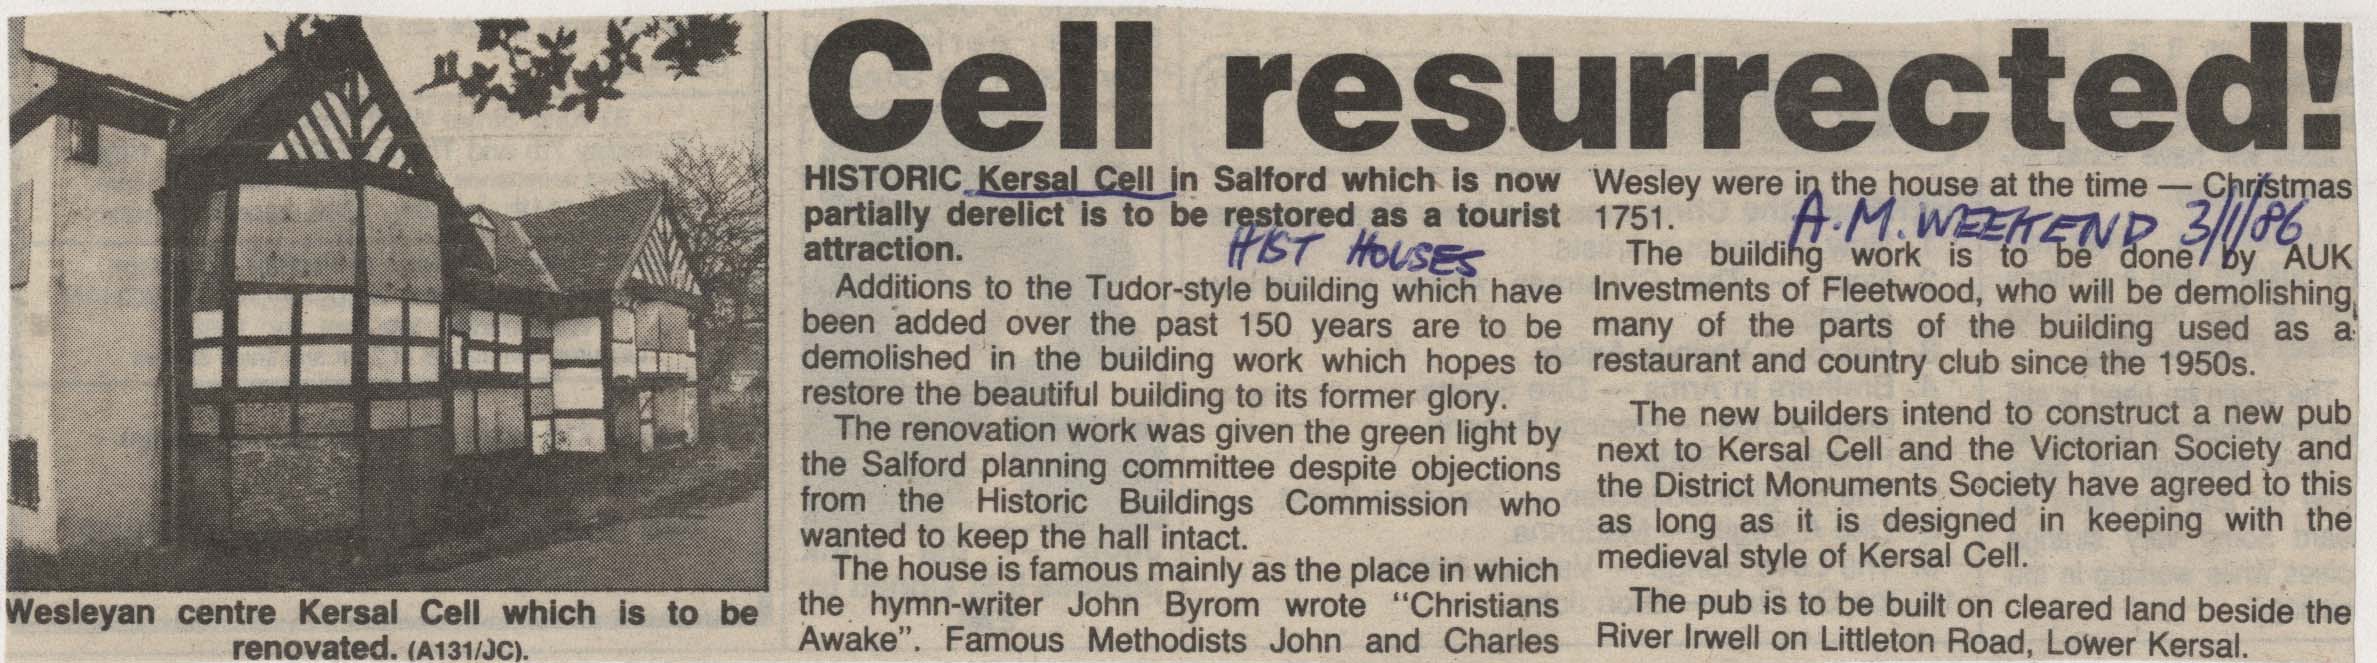 Cell resurrected!
HISTORIC Kersal Cell in Salford which is now
partially derelict is to be restored as a tourist
attraction.
HIST HOUSES
Additions to the Tudor-style building which have
been added over the past 150 years are to be
demolished in the building work which hopes to
restore the beautiful building to its former glory.
The renovation work was given the green light by
the Salford planning committee despite objections
from the Historic Buildings Commission who
wanted to keep the hall intact.
The house is famous mainly as the place in which
the hymn-writer John Byrom wrote "Christians
Awake". Famous Methodists John and Charles
Wesley were in the house at the time — Christmas
1751.
A.M. WEEKEND 3/1/86
The building work is to be done by AUK
Investments of Fleetwood, who will be demolishing
many of the parts of the building used as a
restaurant and country club since the 1950s.
The new builders intend to construct a new pub
next to Kersal Cell and the Victorian Society and
the District Monuments Society have agreed to this
as long as it is designed in keeping with the
medieval style of Kersal Cell.
The pub is to be built on cleared land beside the
River Irwell on Littleton Road, Lower Kersal.
Wesleyan centre Kersal Cell which is to be
renovated. (A131/JC).